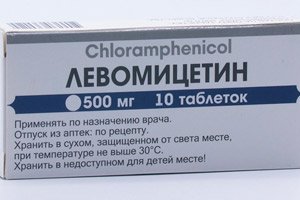 Chloramphenicol
ЛЕВОМИЦЕТИН
500 мг 10 таблеток
Применять по назначению врача.
Отпуск из аптек: по рецепту.
Хранить в сухом, защищенном от света месте,
при температуре не выше 30°С.
Хранить в недоступном для детей месте!